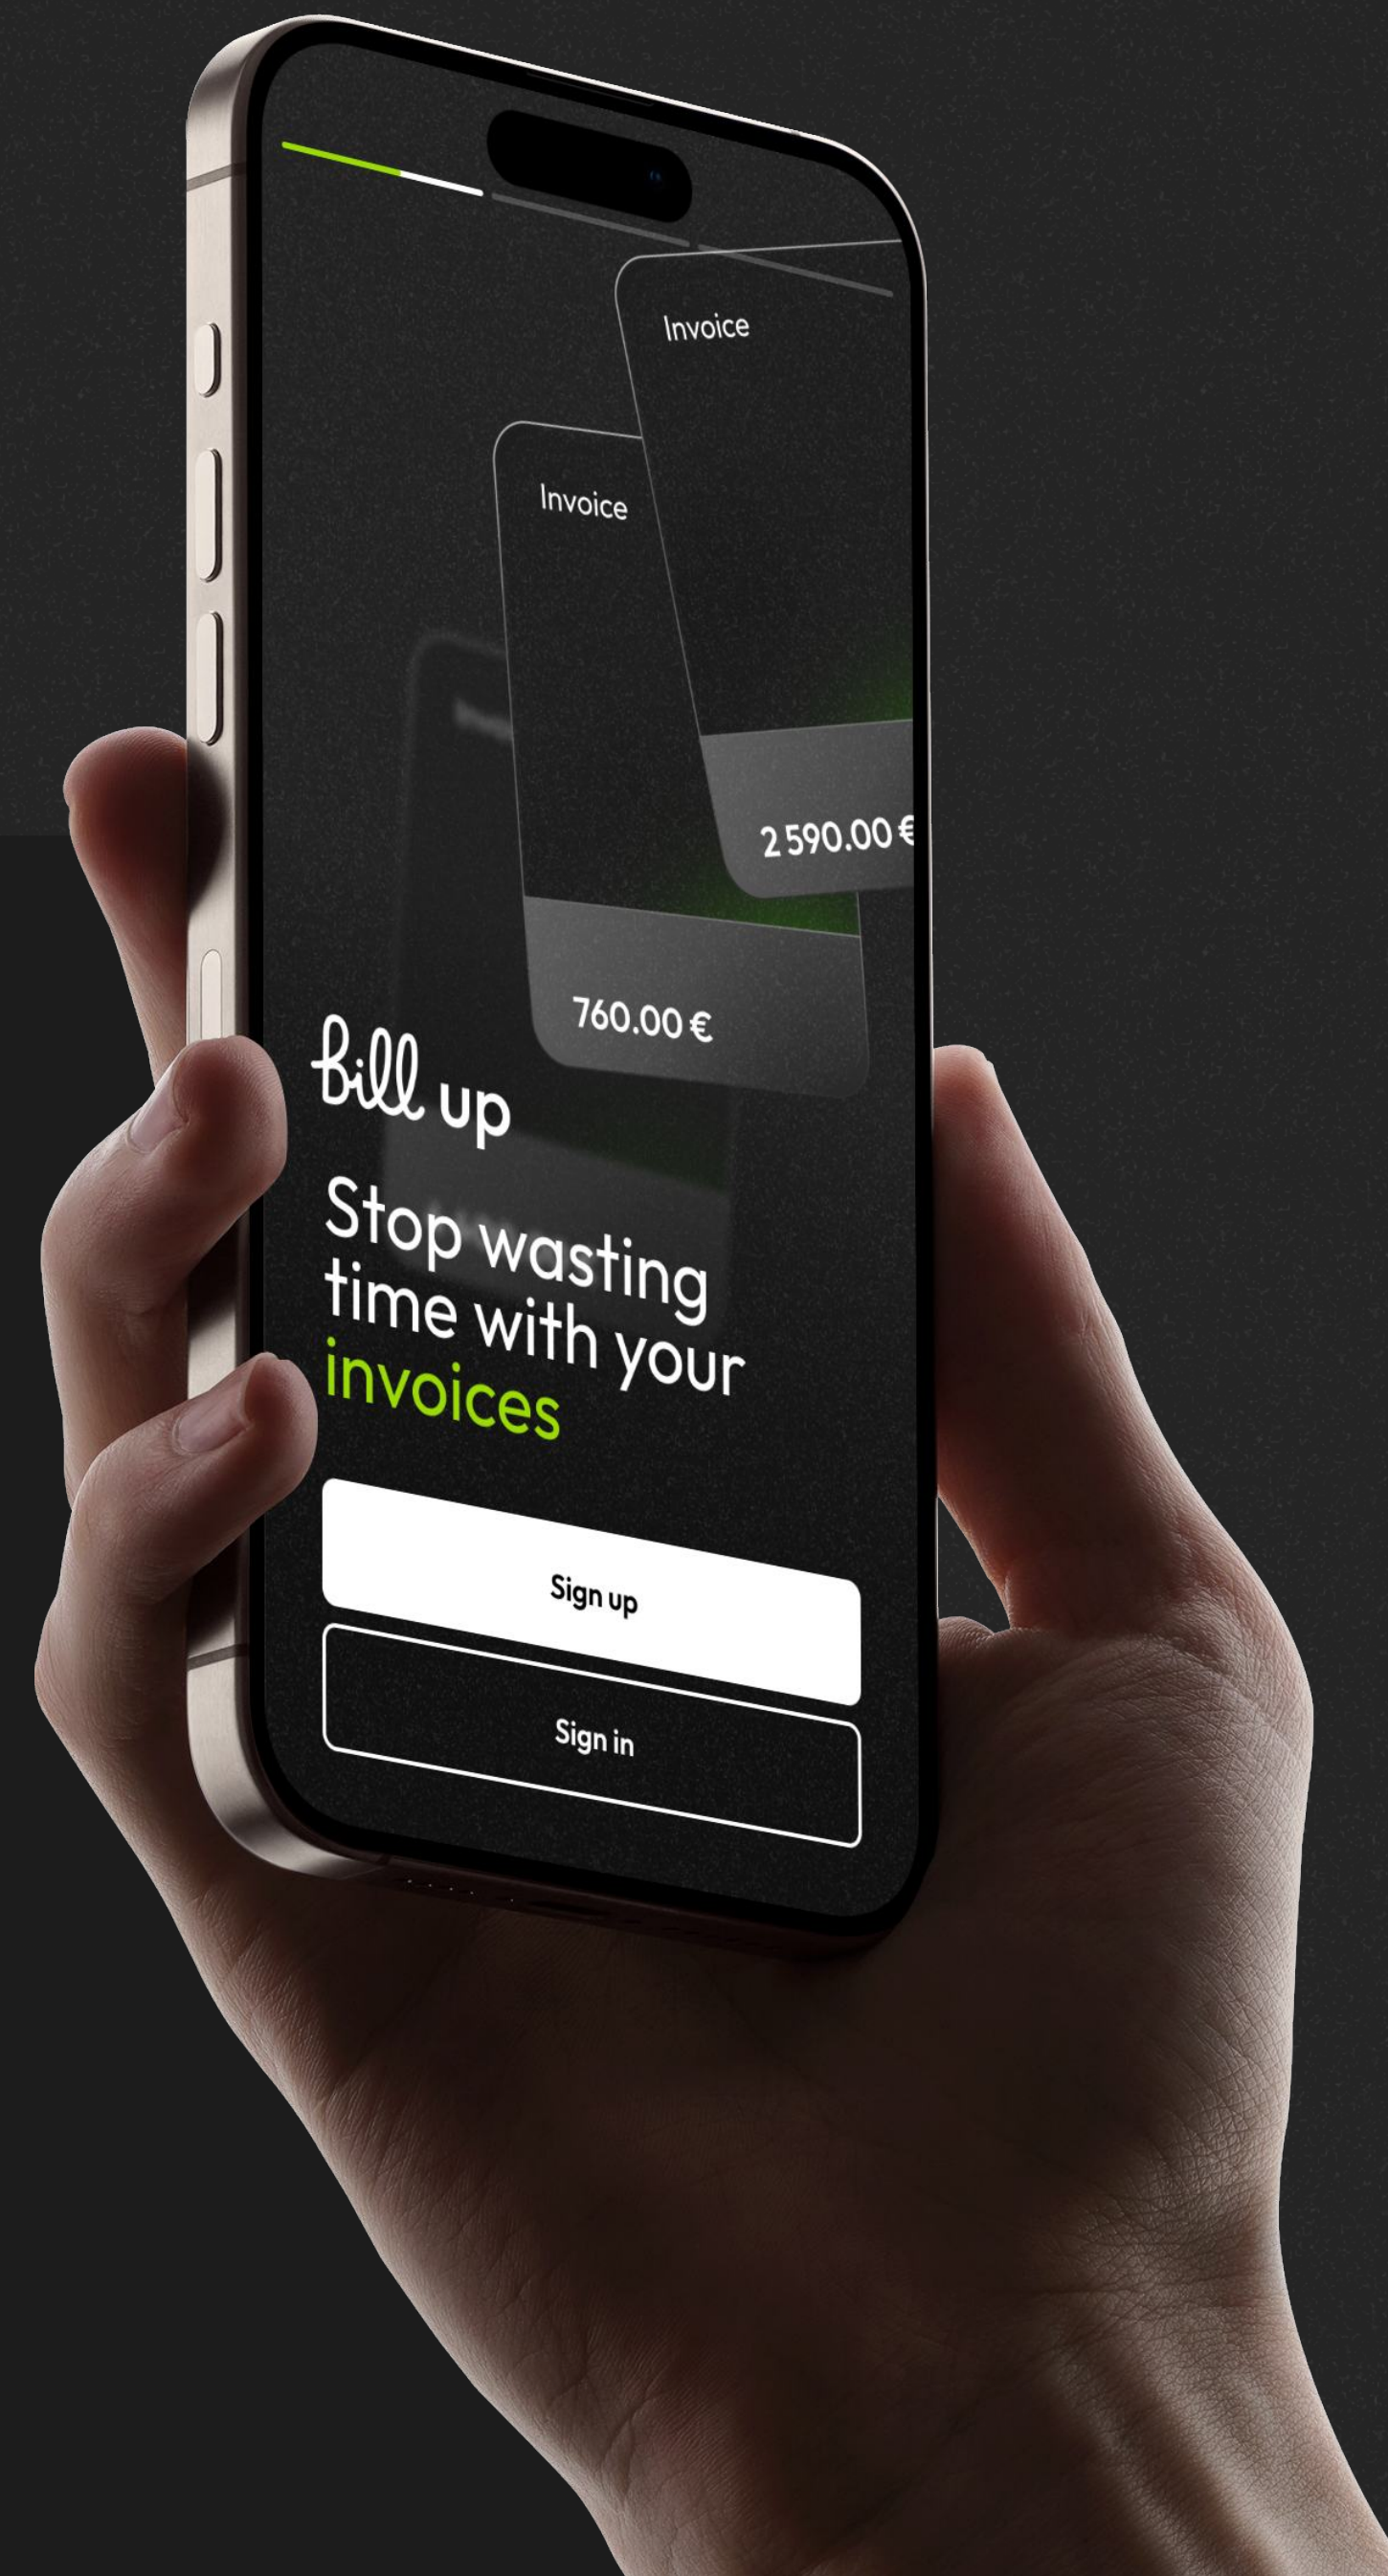 Invoice
Invoice
2 590.00 €
760.00 €
bill up
Stop wasting
time with your
invoices
Sign up
Sign in